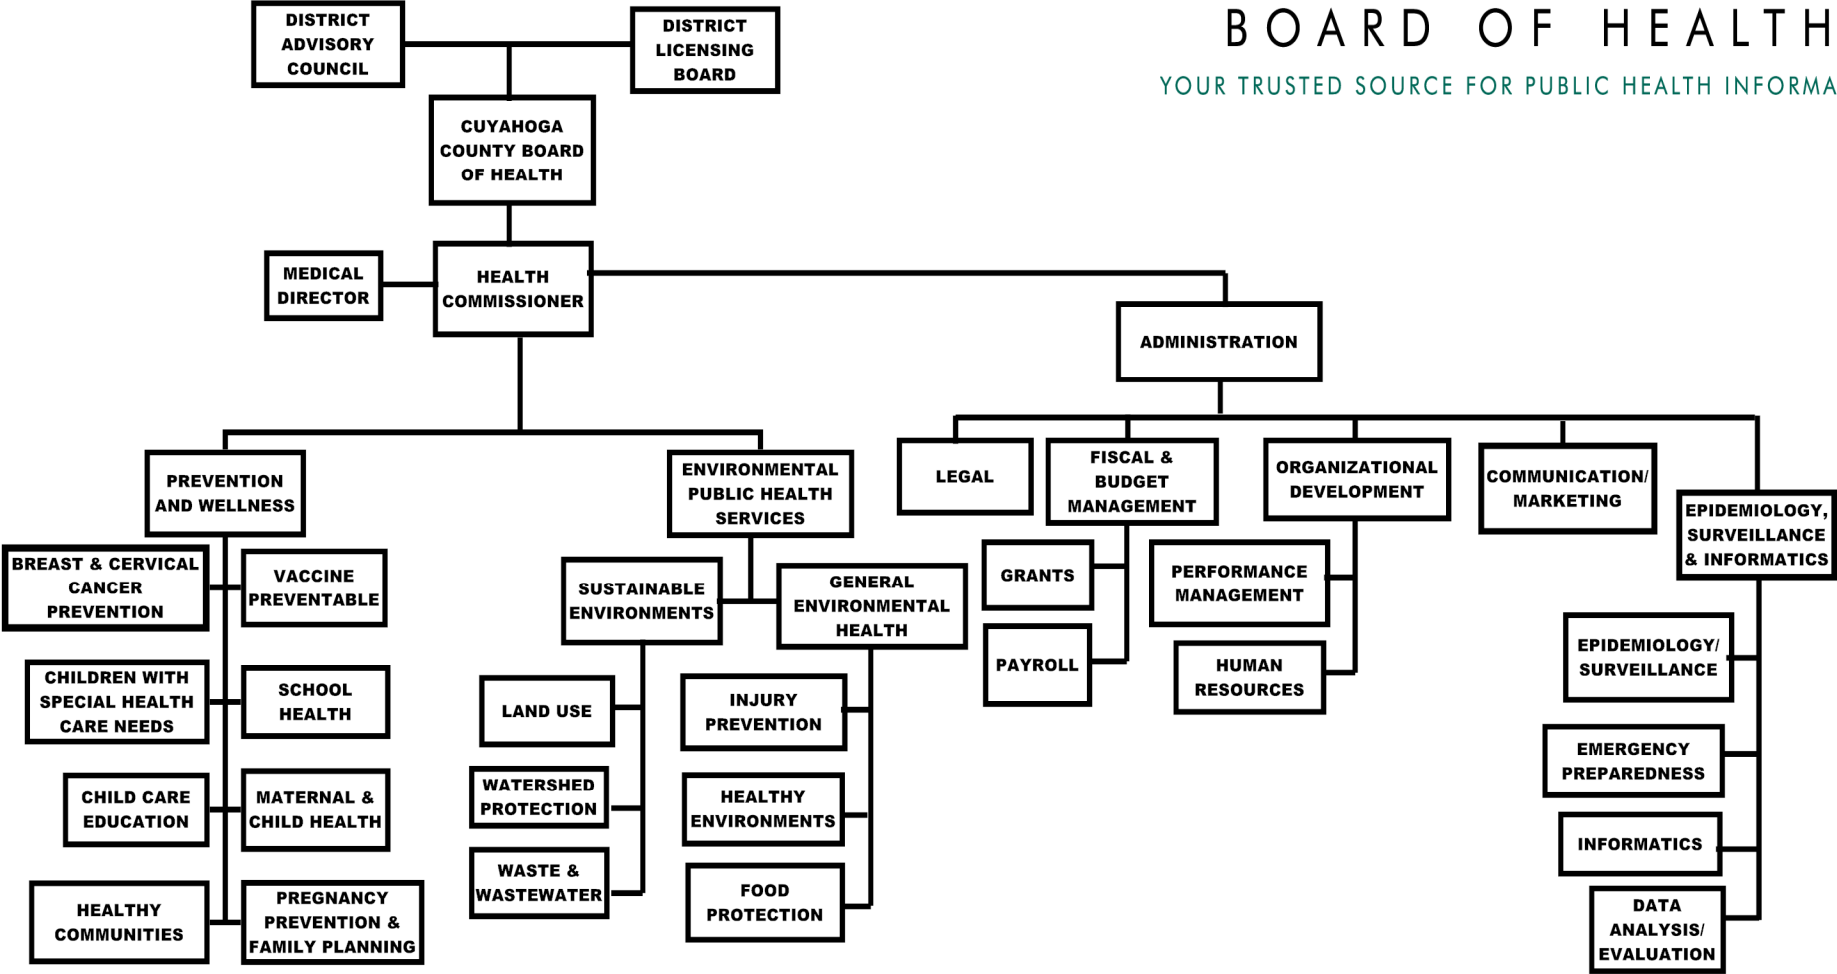 BOARD OF HEALTH
YOUR TRUSTED SOURCE FOR PUBLIC HEALTH INFORMA
DISTRICT
ADVISORY
COUNCIL
DISTRICT
LICENSING
BOARD
CUYAHOGA
COUNTY BOARD
OF HEALTH
MEDICAL
DIRECTOR
HEALTH
COMMISSIONER
ADMINISTRATION
PREVENTION
AND WELLNESS
ENVIRONMENTAL
PUBLIC HEALTH
SERVICES
LEGAL
FISCAL &
BUDGET
MANAGEMENT
ORGANIZATIONAL
DEVELOPMENT
COMMUNICATION/
MARKETING
EPIDEMIOLOGY,
SURVEILLANCE
& INFORMATICS
BREAST & CERVICAL
CANCER
PREVENTION
VACCINE
PREVENTABLE
CHILDREN WITH
SPECIAL HEALTH
CARE NEEDS
SCHOOL
HEALTH
CHILD CARE
EDUCATION
MATERNAL &
CHILD HEALTH
HEALTHY
COMMUNITIES
PREGNANCY
PREVENTION &
FAMILY PLANNING
SUSTAINABLE
ENVIRONMENTS
GENERAL
ENVIRONMENTAL
HEALTH
LAND USE
WATERSHED
PROTECTION
WASTE &
WASTEWATER
INJURY
PREVENTION
HEALTHY
ENVIRONMENTS
FOOD
PROTECTION
GRANTS
PAYROLL
PERFORMANCE
MANAGEMENT
HUMAN
RESOURCES
EPIDEMIOLOGY/
SURVEILLANCE
EMERGENCY
PREPAREDNESS
INFORMATICS
DATA
ANALYSIS/
EVALUATION